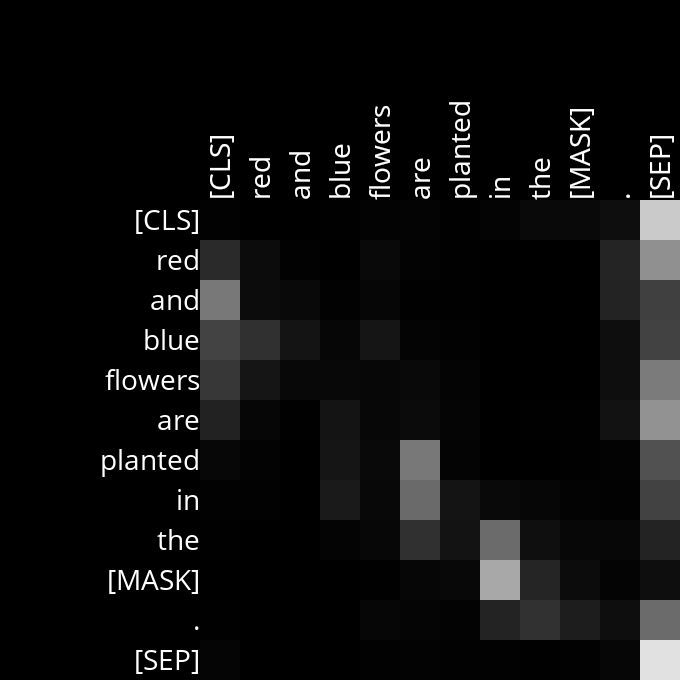 [CLS] red and blue flowers are planted in the [MASK] . [SEP]
[CLS]
red
and
blue
flowers
are
planted
in
the
[MASK]
.
[SEP]